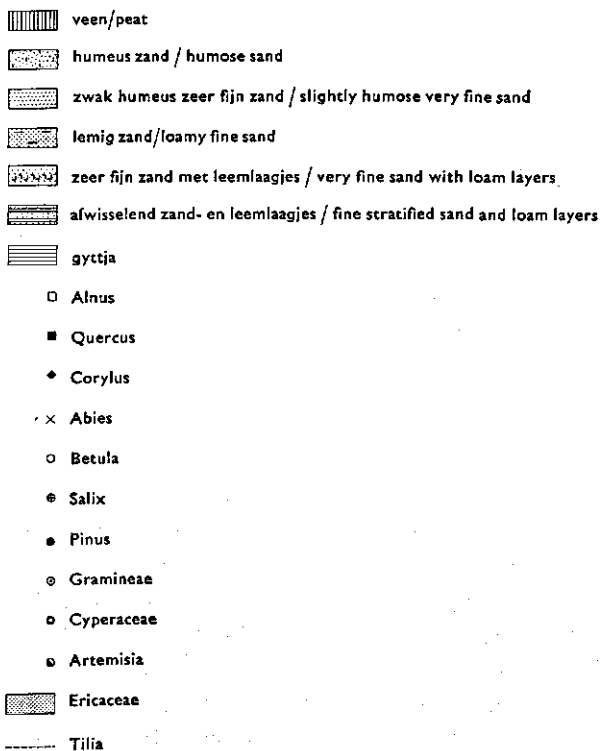 veen/peat
humeus zand / humose sand
zwak humeus zeer fijn zand / slightly humose very fine sand
lemig zand/loamy fine sand
zeer fijn zand met leemlaagjes / very fine sand with loam layers
afwisselend zand- en leemlaagjes / fine stratified sand and loam layers
gyttja
Alnus
Quercus
Corylus
Abies
Betula
Salix
Pinus
Gramineae
Cyperaceae
Artemisia
Ericaceae
Tilia